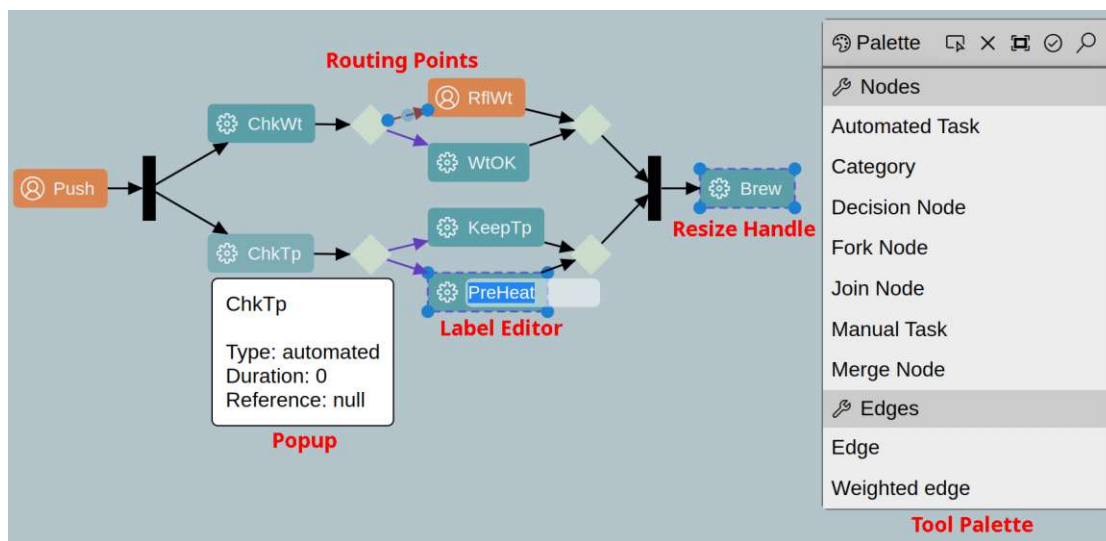 Routing Points
RflWt
ChkWt
WtOK
Push
Brew
Resize Handle
KeepTp
ChkTp
PreHeat
Label Editor
ChkTp
Type: automated
Duration: 0
Reference: null
Popup
Palette
Nodes
Automated Task
Category
Decision Node
Fork Node
Join Node
Manual Task
Merge Node
Edges
Edge
Weighted edge
Tool Palette